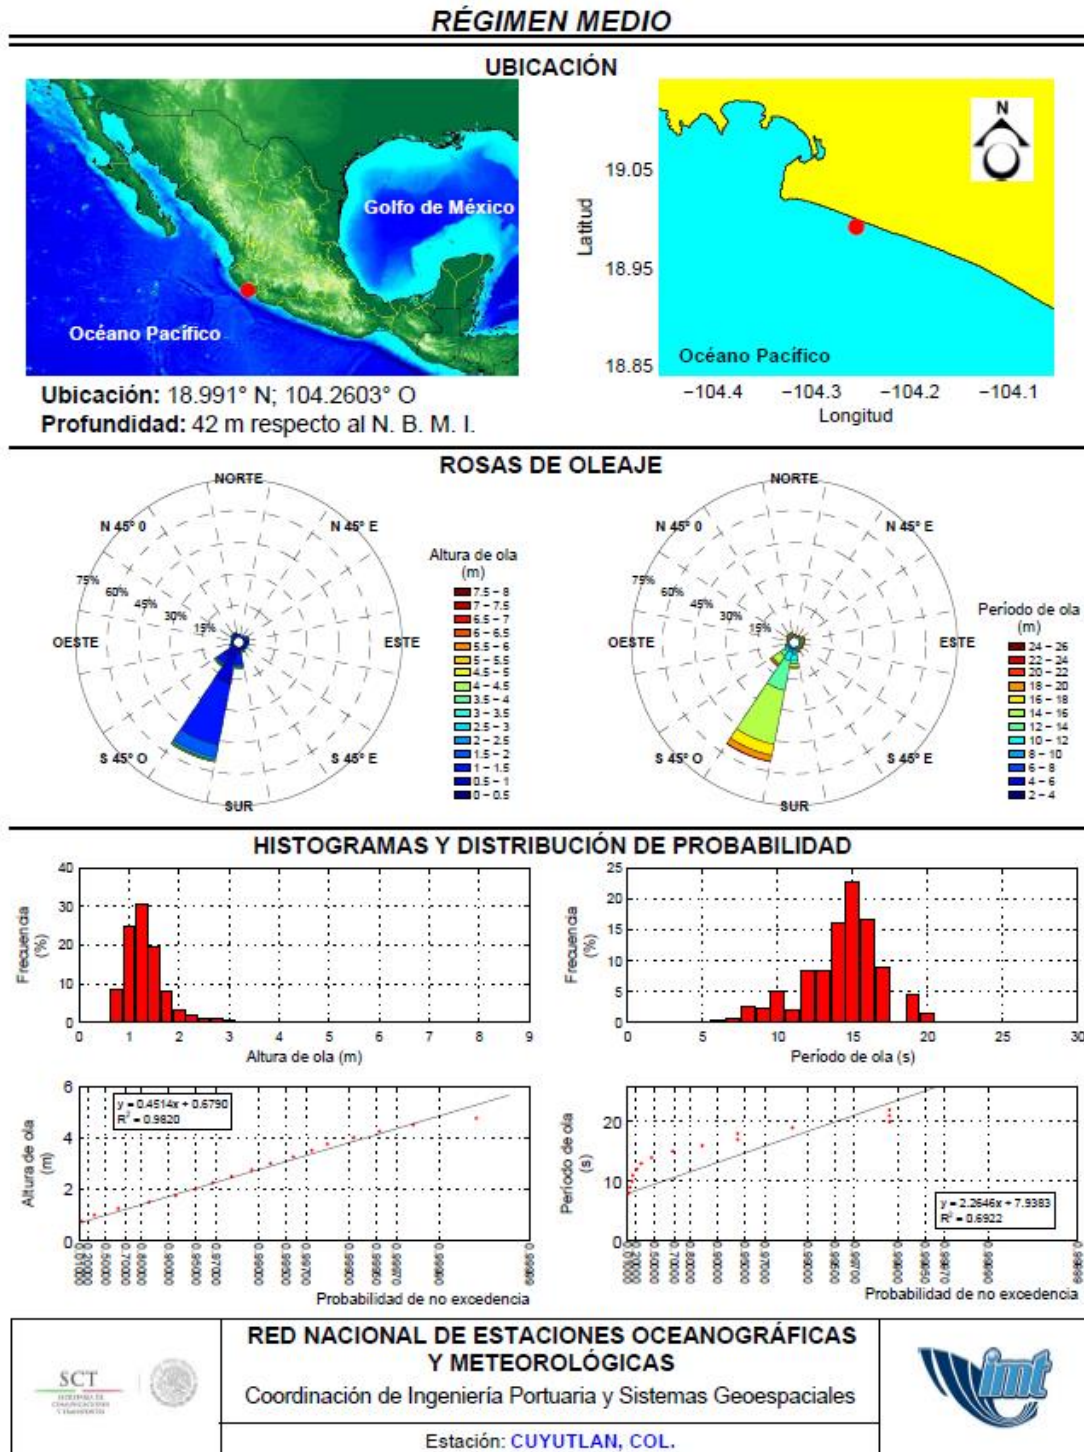 RÉGIMEN MEDIO
UBICACIÓN
Golfo de México
Océano Pacífico
N
Latitud
19.05
18.95
18.85
Océano Pacífico
−104.4 −104.3 −104.2 −104.1
Longitud
Ubicación: 18.991° N; 104.2603° O
Profundidad: 42 m respecto al N. B. M. I.
ROSAS DE OLEAJE
NORTE
N 45° 0
N 45° E
75%
60%
45%
30%
15%
OESTE
ESTE
S 45° O
S 45° E
SUR
Altura de ola
(m)
7.5 – 8
7 – 7.5
6.5 – 7
6 – 6.5
5.5 – 6
5 – 5.5
4.5 – 5
4 – 4.5
3.5 – 4
3 – 3.5
2.5 – 3
2 – 2.5
1.5 – 2
1 – 1.5
0.5 – 1
0 – 0.5
NORTE
N 45° 0
N 45° E
75%
60%
45%
30%
15%
OESTE
ESTE
S 45° O
S 45° E
SUR
Período de ola
(m)
24 – 26
22 – 24
20 – 22
18 – 20
16 – 18
14 – 16
12 – 14
10 – 12
8 – 10
6 – 8
4 – 6
2 – 4
HISTOGRAMAS Y DISTRIBUCIÓN DE PROBABILIDAD
Frecuencia
(%)
40
30
20
10
0
0 1 2 3 4 5 6 7 8 9
Altura de ola (m)
Frecuencia
(%)
25
20
15
10
5
0
0 5 10 15 20 25 30
Período de ola (s)
Altura de ola
(m)
6
4
2
0
y = 0.4514x + 0.6790
R² = 0.9820
Probabilidad de no excedencia
Período de ola
(s)
20
10
0
y = 2.2646x + 7.9383
R² = 0.6922
Probabilidad de no excedencia
SCT
RED NACIONAL DE ESTACIONES OCEANOGRÁFICAS
Y METEOROLÓGICAS
Coordinación de Ingeniería Portuaria y Sistemas Geoespaciales
Estación: CUYUTLAN, COL.
imt